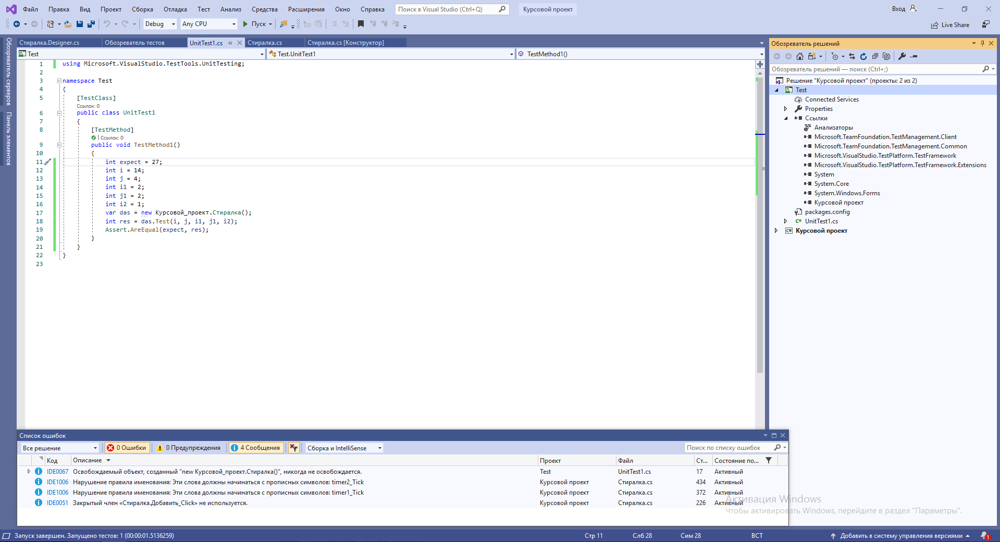 Файл Правка Вид Проект Сборка Отладка Тест Анализ Средства Расширения Окно Справка Поиск в Visual Studio (Ctrl+Q) Курсовой проект Вход
Debug Any CPU Пуск Live Share
Обозреватель серверов
Панель элементов
Стиралка.Designer.cs Обозреватель тестов UnitTest1.cs Стиралка.cs Стиралка.cs [Конструктор]
Test Test.UnitTest1 TestMethod1()
1 using Microsoft.VisualStudio.TestTools.UnitTesting;
2
3 namespace Test
4 {
5 [TestClass]
Ссылок: 0
6 public class UnitTest1
7 {
8 [TestMethod]
| Ссылок: 0
9 public void TestMethod1()
10 {
11 int expect = 27;
12 int i = 14;
13 int j = 4;
14 int i1 = 2;
15 int j1 = 2;
16 int i2 = 1;
17 var das = new Курсовой_проект.Стиралка();
18 int res = das.Test(i, j, i1, j1, i2);
19 Assert.AreEqual(expect, res);
20 }
21 }
22 }
23
Обозреватель решений
Обозреватель решений — поиск (Ctrl+;)
Решение "Курсовой проект" (проекты: 2 из 2)
Test
Connected Services
Properties
Ссылки
Анализаторы
Microsoft.TeamFoundation.TestManagement.Client
Microsoft.TeamFoundation.TestManagement.Common
Microsoft.VisualStudio.TestPlatform.TestFramework
Microsoft.VisualStudio.TestPlatform.TestFramework.Extensions
System
System.Core
System.Windows.Forms
Курсовой проект
packages.config
UnitTest1.cs
Курсовой проект
Список ошибок
Все решение 0 Ошибки 0 Предупреждения 4 Сообщения Сборка и IntelliSense Поиск по списку ошибок
Код Описание Проект Файл Ст... Состояние по...
IDE0067 Освобождаемый объект, созданный "new Курсовой_проект.Стиралка()", никогда не освобождается. Test UnitTest1.cs 17 Активный
IDE1006 Нарушение правила именования: Эти слова должны начинаться с прописных символов: timer2_Tick Курсовой проект Стиралка.cs 434 Активный
IDE1006 Нарушение правила именования: Эти слова должны начинаться с прописных символов: timer1_Tick Курсовой проект Стиралка.cs 372 Активный
IDE0051 Закрытый член «Стиралка.Добавить_Click» не используется. Курсовой проект Стиралка.cs 226 Активный
Активация Windows
Чтобы активировать Windows, перейдите в раздел "Параметры".
Запуск завершен. Запущено тестов: 1 (00:00:01.5136259) Стр 11 Слб 28 Сим 28 ВСТ Добавить в систему управления версиями 1